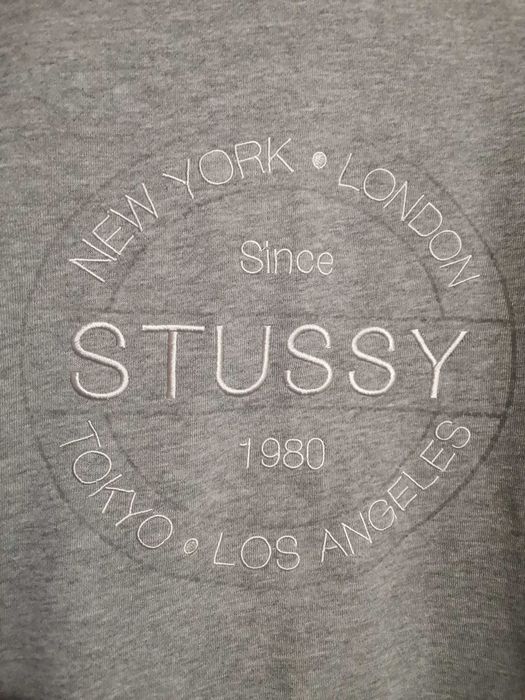 NEW YORK • LONDON
Since
STUSSY
1980
TOKYO • LOS ANGELES